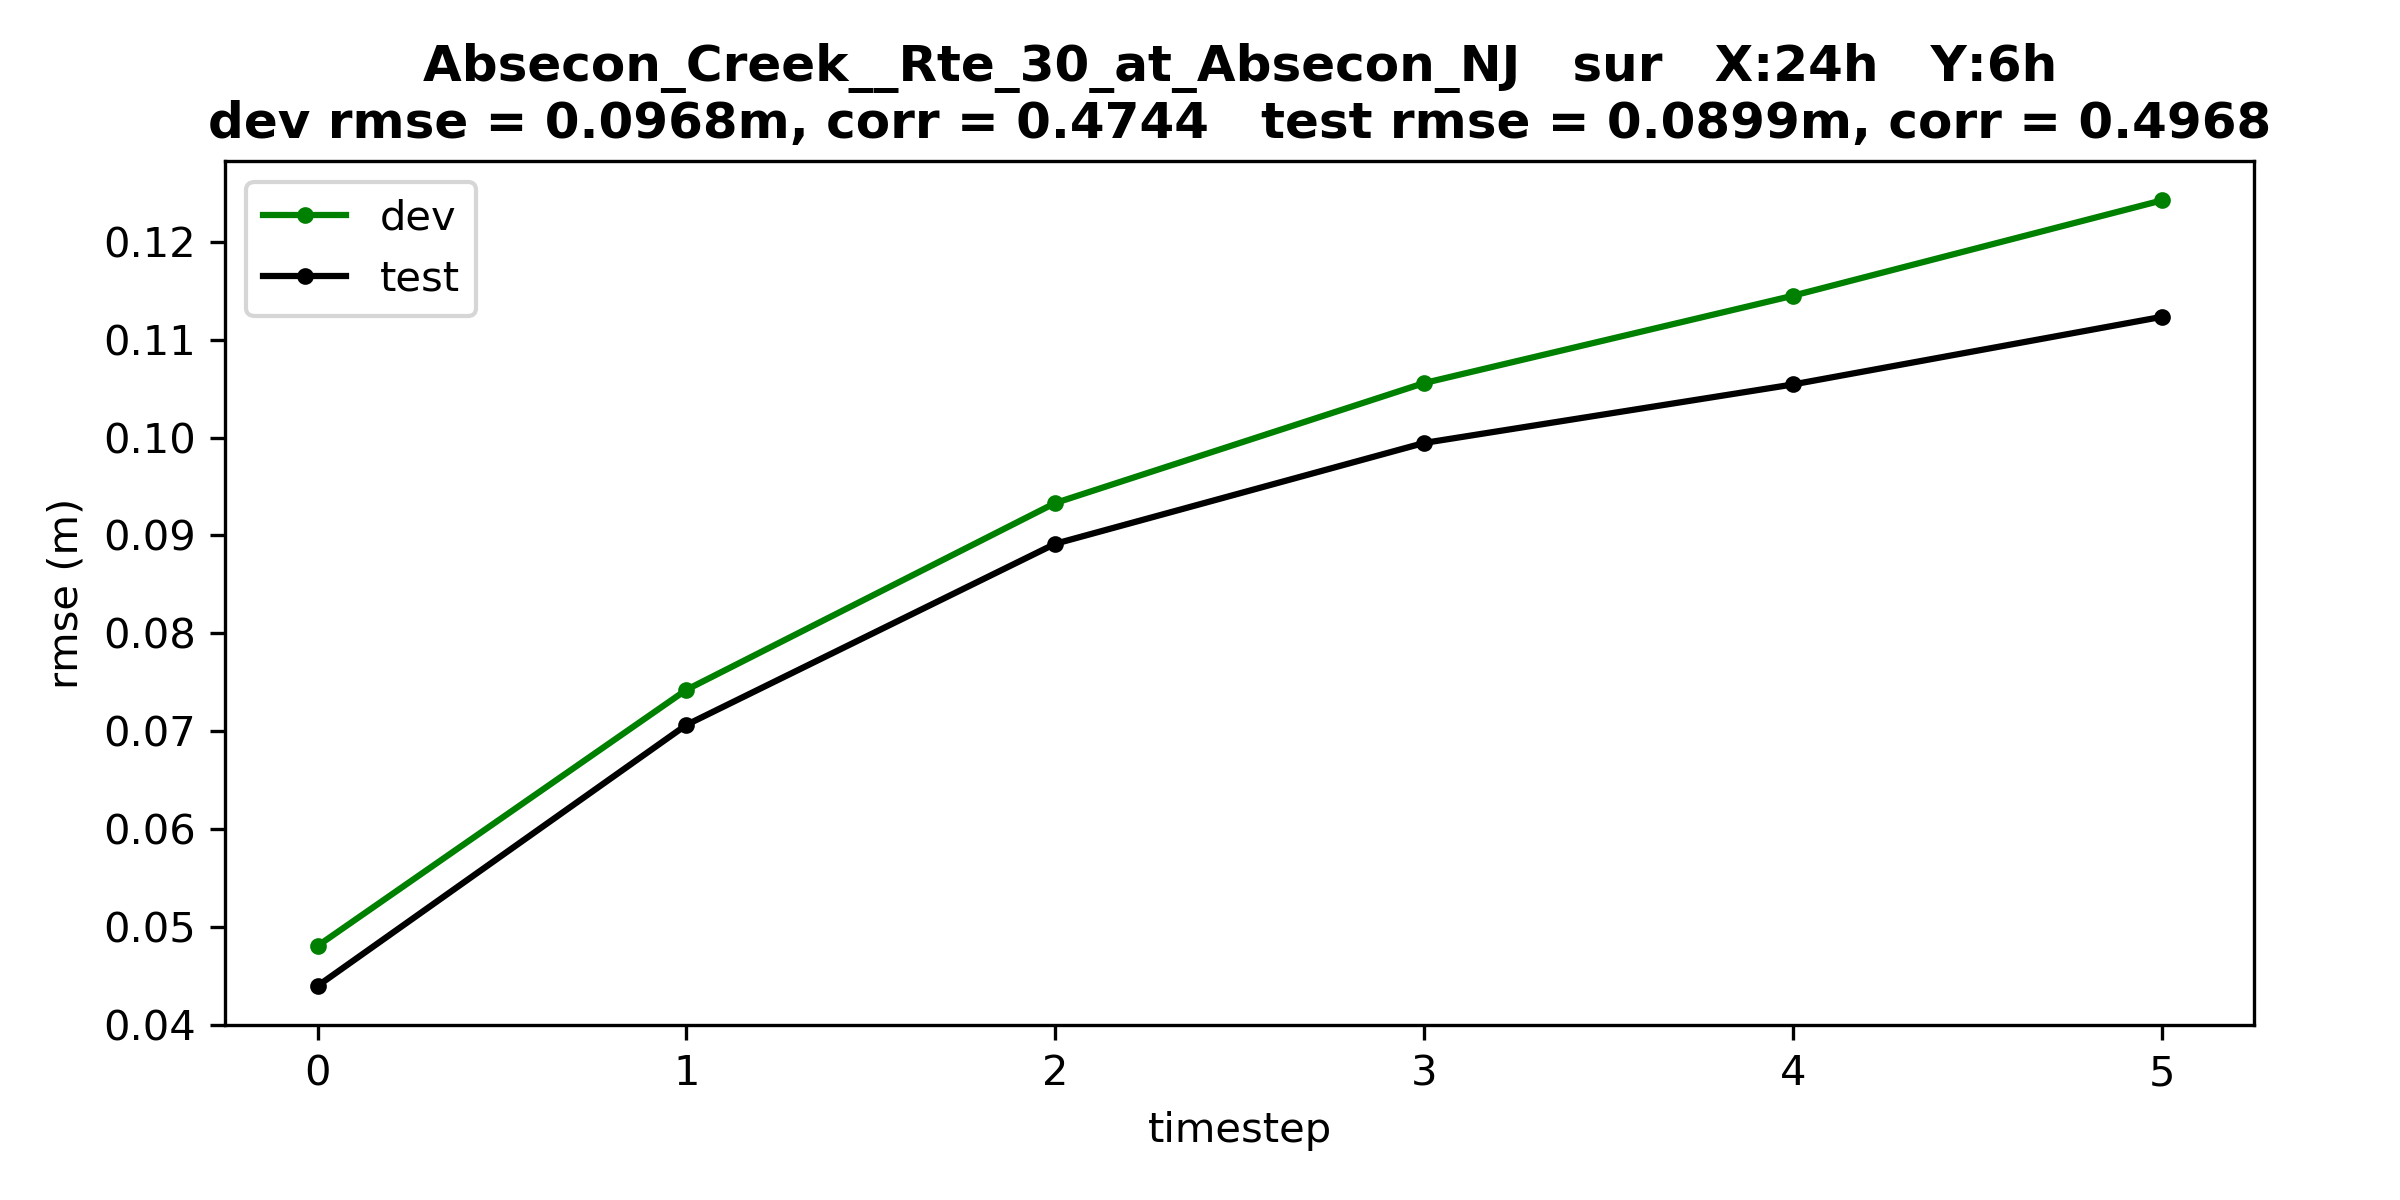 Absecon_Creek__Rte_30_at_Absecon_NJ   sur   X:24h   Y:6h
dev rmse = 0.0968m, corr = 0.4744   test rmse = 0.0899m, corr = 0.4968
dev
test
0.12
0.11
0.10
0.09
0.08
0.07
0.06
0.05
0.04
rmse (m)
0 1 2 3 4 5
timestep